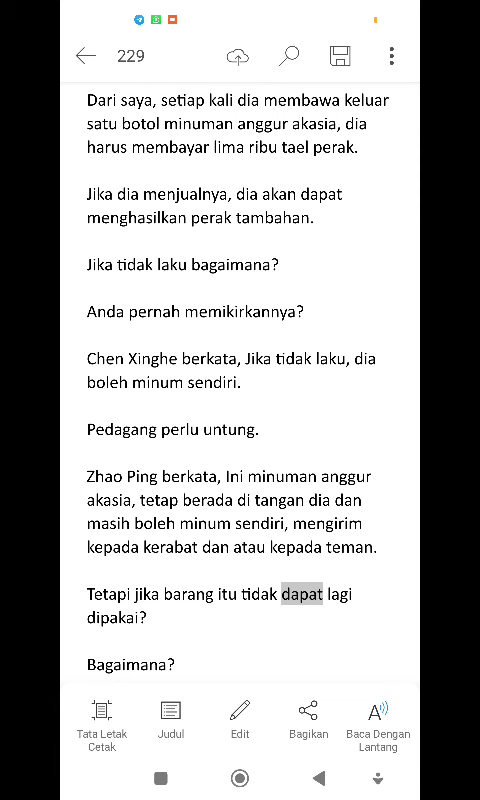 229
Dari saya, setiap kali dia membawa keluar
satu botol minuman anggur akasia, dia
harus membayar lima ribu tael perak.
Jika dia menjualnya, dia akan dapat
menghasilkan perak tambahan.
Jika tidak laku bagaimana?
Anda pernah memikirkannya?
Chen Xinghe berkata, Jika tidak laku, dia
boleh minum sendiri.
Pedagang perlu untung.
Zhao Ping berkata, Ini minuman anggur
akasia, tetap berada di tangan dia dan
masih boleh minum sendiri, mengirim
kepada kerabat dan atau kepada teman.
Tetapi jika barang itu tidak dapat lagi
dipakai?
Bagaimana?
Tata Letak
Cetak
Judul
Edit
Bagikan
Baca Dengan
Lantang